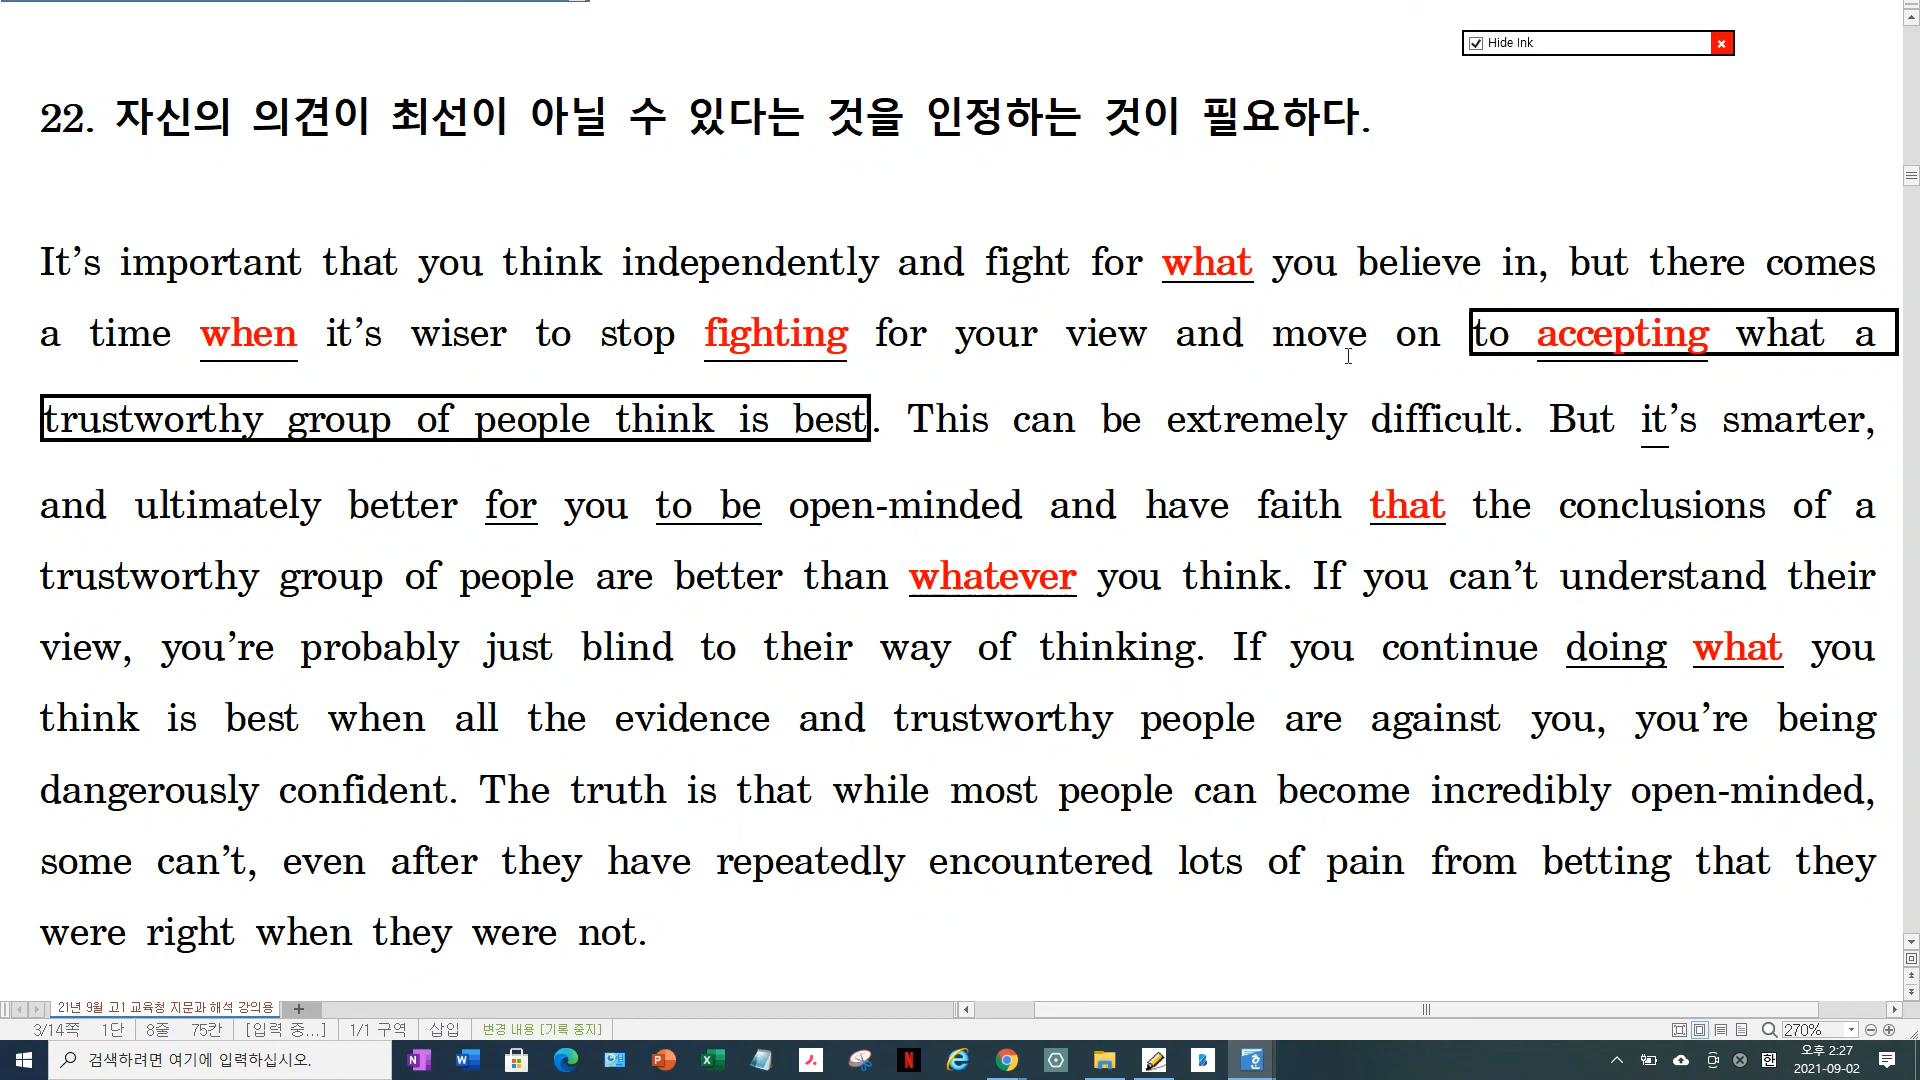 Hide Ink
22. 자신의 의견이 최선이 아닐 수 있다는 것을 인정하는 것이 필요하다.
It’s important that you think independently and fight for what you believe in, but there comes
a time when it’s wiser to stop fighting for your view and move on to accepting what a
trustworthy group of people think is best. This can be extremely difficult. But it’s smarter,
and ultimately better for you to be open-minded and have faith that the conclusions of a
trustworthy group of people are better than whatever you think. If you can’t understand their
view, you’re probably just blind to their way of thinking. If you continue doing what you
think is best when all the evidence and trustworthy people are against you, you’re being
dangerously confident. The truth is that while most people can become incredibly open-minded,
some can’t, even after they have repeatedly encountered lots of pain from betting that they
were right when they were not.
21년 9월 고1 교육청 지문과 해석 강의용
3/14쪽 1단 8줄 75칸 [입력 중...] 1/1 구역 삽입 변경 내용 [기록 중지] 270%
검색하려면 여기에 입력하십시오.
오후 2:27
2021-09-02